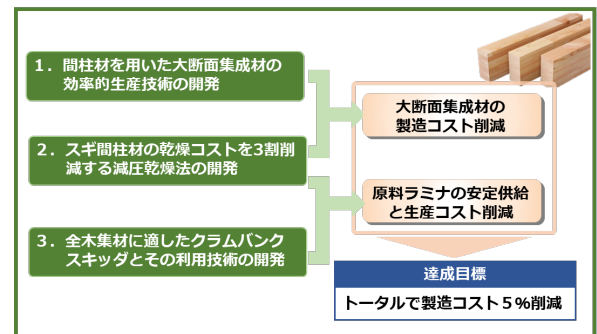 １．間柱材を用いた大断面集成材の
効率的生産技術の開発
２．スギ間柱材の乾燥コストを3割削
減する減圧乾燥法の開発
３．全木集材に適したクラムバンク
スキッダとその利用技術の開発
大断面集成材の
製造コスト削減
原料ラミナの安定供給
と生産コスト削減
達成目標
トータルで製造コスト５％削減